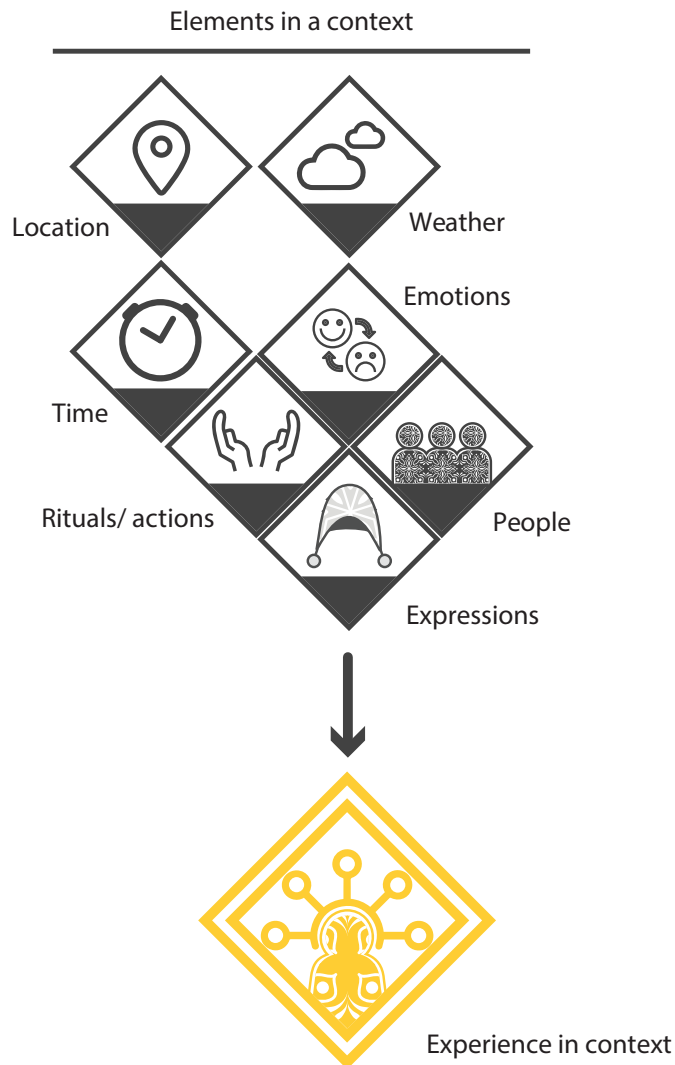 Elements in a context
Location
Weather
Emotions
Time
Rituals/ actions
People
Expressions
Experience in context